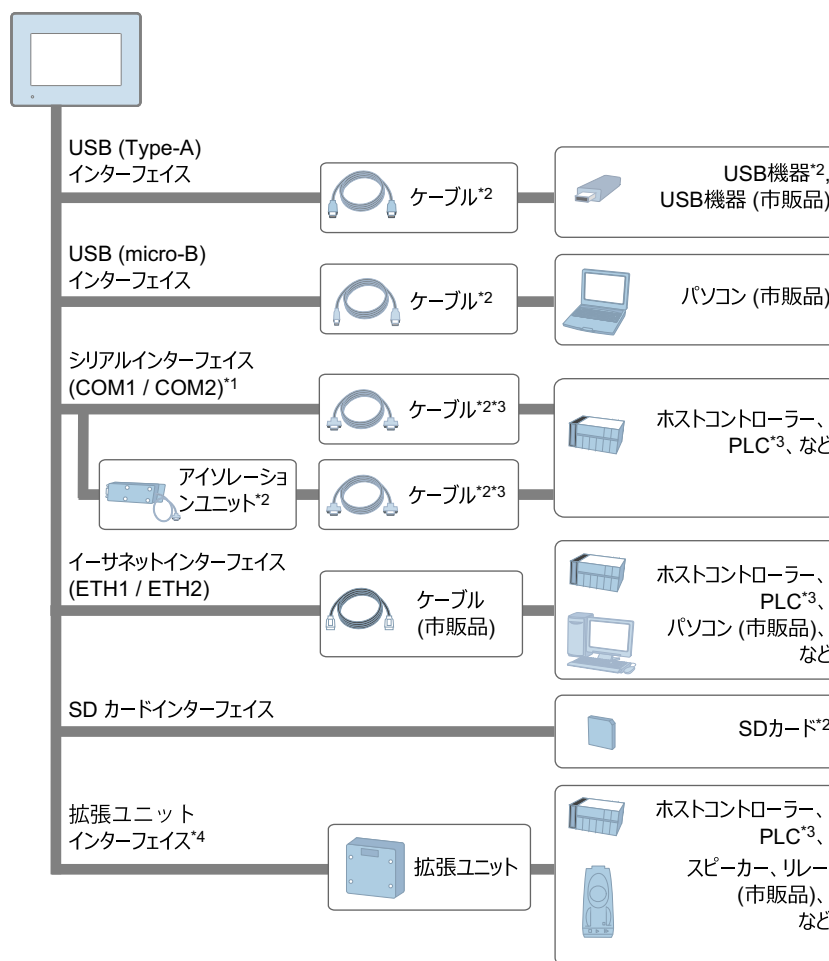 USB (Type-A)
インターフェイス
ケーブル*2
USB機器*2,
USB機器 (市販品)
USB (micro-B)
インターフェイス
ケーブル*2
パソコン (市販品)
シリアルインターフェイス
(COM1 / COM2)*1
ケーブル*2*3
ホストコントローラー、
PLC*3、など
アイソレーショ
ンユニット*2
ケーブル*2*3
イーサネットインターフェイス
(ETH1 / ETH2)
ケーブル
(市販品)
ホストコントローラー、
PLC*3、
パソコン (市販品)、
など
SD カードインターフェイス
SDカード*2
拡張ユニット
インターフェイス*4
拡張ユニット
ホストコントローラー、
PLC*3、
スピーカー、リレー
(市販品)、
など